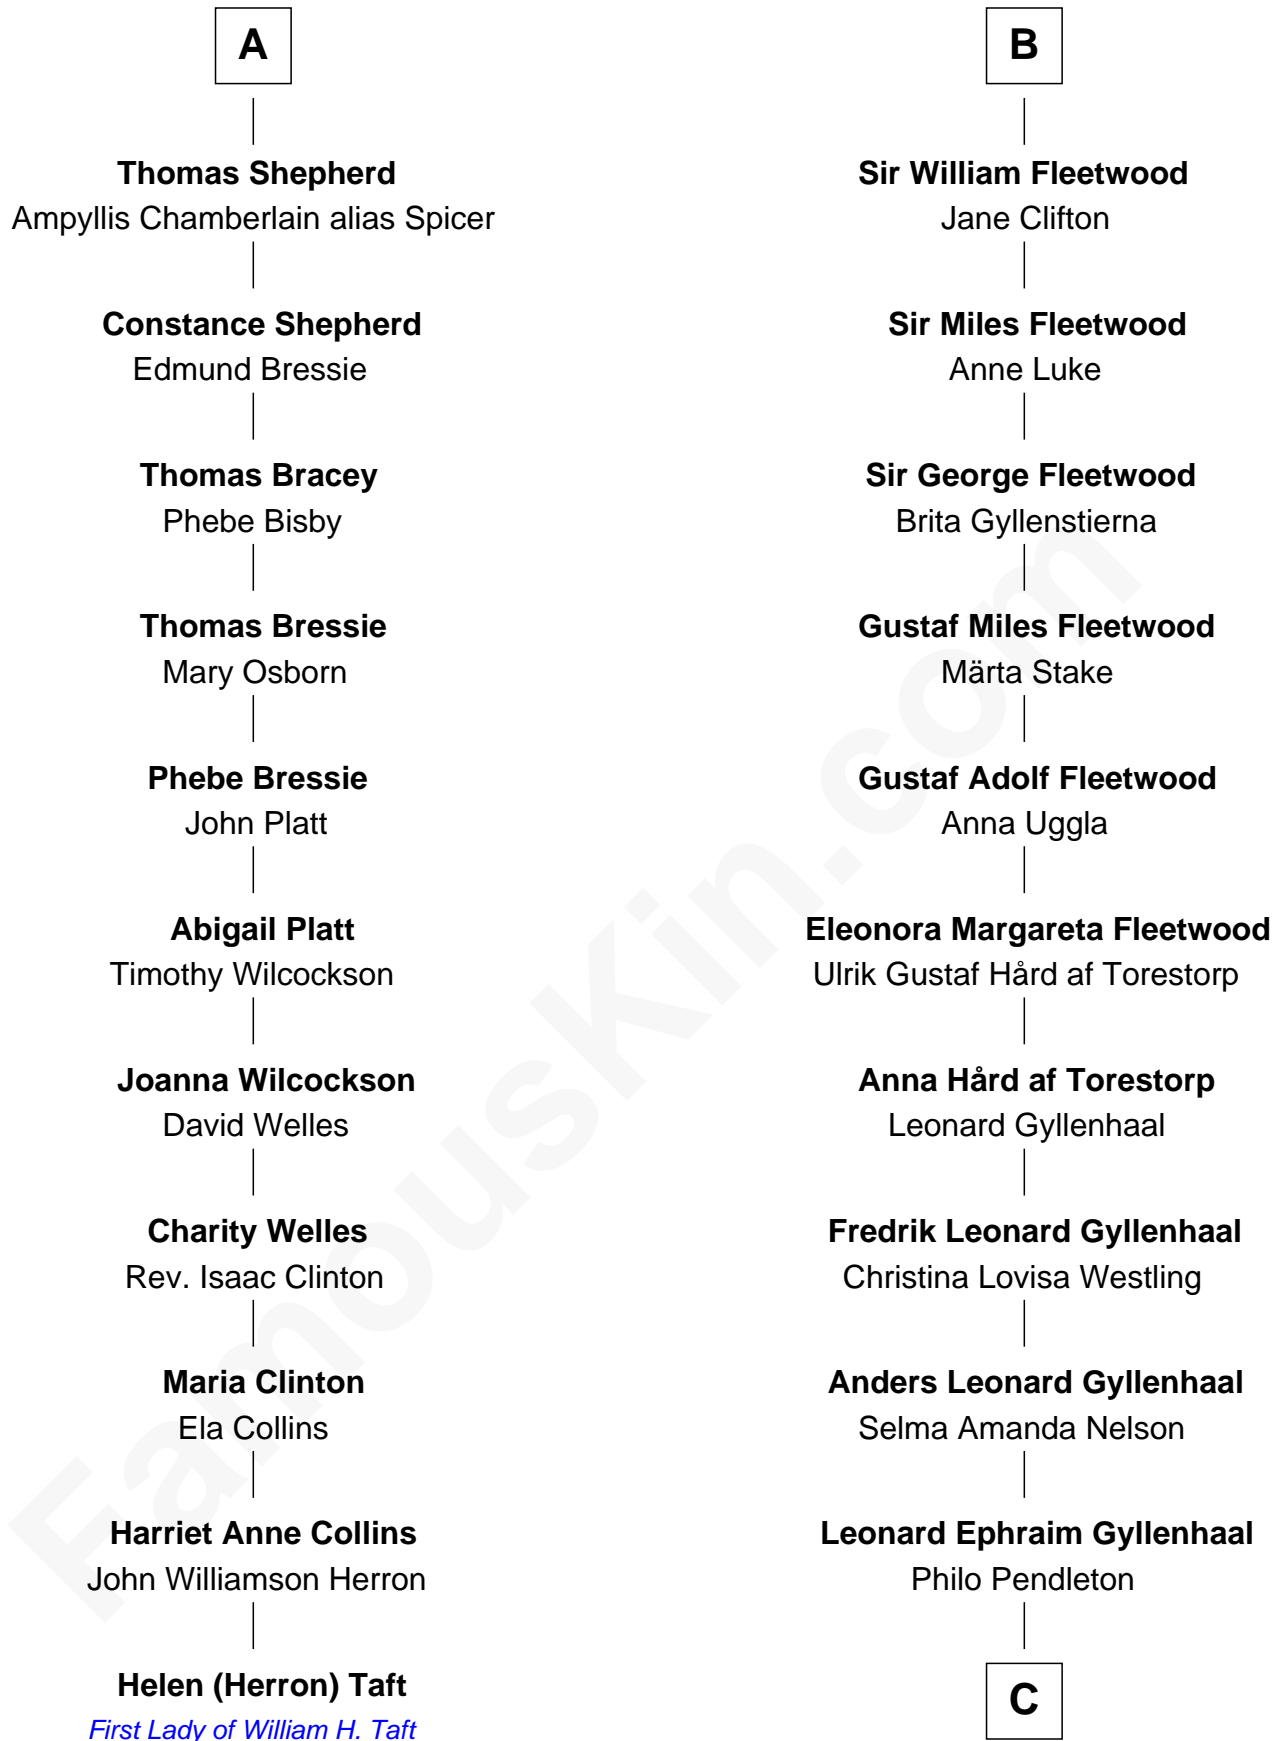 A
Thomas Shepherd
Ampyllis Chamberlain alias Spicer
Constance Shepherd
Edmund Bressie
Thomas Bracey
Phebe Bisby
Thomas Bressie
Mary Osborn
Phebe Bressie
John Platt
Abigail Platt
Timothy Wilcockson
Joanna Wilcockson
David Welles
Charity Welles
Rev. Isaac Clinton
Maria Clinton
Ela Collins
Harriet Anne Collins
John Williamson Herron
Helen (Herron) Taft
First Lady of William H. Taft
B
Sir William Fleetwood
Jane Clifton
Sir Miles Fleetwood
Anne Luke
Sir George Fleetwood
Brita Gyllenstierna
Gustaf Miles Fleetwood
Märta Stake
Gustaf Adolf Fleetwood
Anna Uggla
Eleonora Margareta Fleetwood
Ulrik Gustaf Hård af Torestorp
Anna Hård af Torestorp
Leonard Gyllenhaal
Fredrik Leonard Gyllenhaal
Christina Lovisa Westling
Anders Leonard Gyllenhaal
Selma Amanda Nelson
Leonard Ephraim Gyllenhaal
Philo Pendleton
C
FamousKin.com